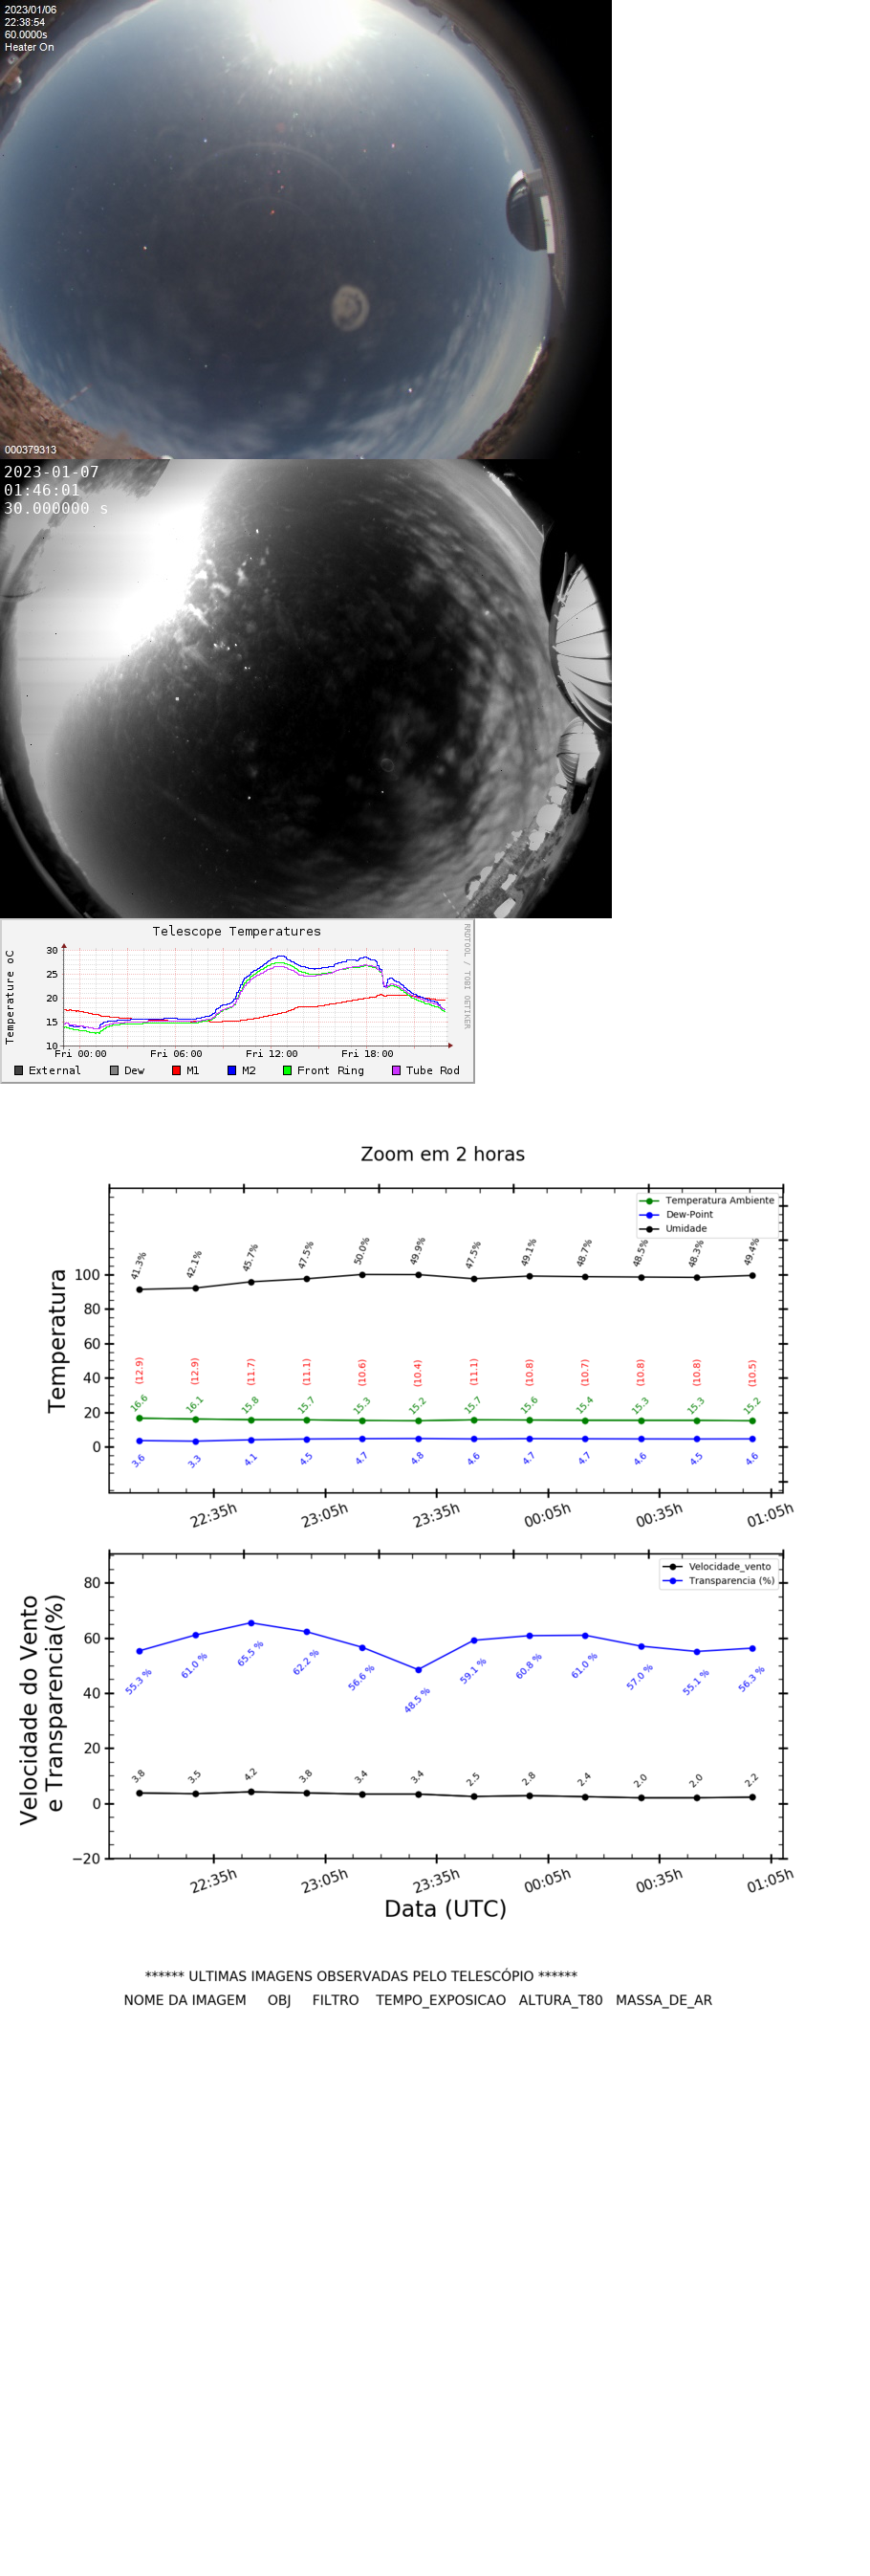 2023/01/06
22:38:54
60.0000s
Heater On
000379313
2023-01-07
01:46:01
30.000000 s
Telescope Temperatures
RRDTOOL / TOBI OETIKER
Temperature oC
30
25
20
15
10
Fri 00:00 Fri 06:00 Fri 12:00 Fri 18:00
External Dew M1 M2 Front Ring Tube Rod
Zoom em 2 horas
Temperatura Ambiente
Dew-Point
Umidade
Temperatura
100
80
60
40
20
0
41.3% 42.1% 45.7% 47.5% 50.0% 49.9% 47.5% 49.1% 48.7% 48.5% 48.3% 49.4%
(12.9) (12.9) (11.7) (11.1) (10.6) (10.4) (11.1) (10.8) (10.7) (10.8) (10.8) (10.5)
16.6 16.1 15.8 15.7 15.3 15.2 15.7 15.6 15.4 15.3 15.3 15.2
3.6 3.3 4.1 4.5 4.7 4.8 4.6 4.7 4.7 4.6 4.5 4.6
22:35h 23:05h 23:35h 00:05h 00:35h 01:05h
Velocidade_vento
Transparencia (%)
Velocidade do Vento
e Transparencia(%)
80
60
40
20
0
−20
55.3 % 61.0 % 65.5 % 62.2 % 56.6 % 48.5 % 59.1 % 60.8 % 61.0 % 57.0 % 55.1 % 56.3 %
3.8 3.5 4.2 3.8 3.4 3.4 2.5 2.8 2.4 2.0 2.0 2.2
22:35h 23:05h 23:35h 00:05h 00:35h 01:05h
Data (UTC)
****** ULTIMAS IMAGENS OBSERVADAS PELO TELESCÓPIO ******
NOME DA IMAGEM OBJ FILTRO TEMPO_EXPOSICAO ALTURA_T80 MASSA_DE_AR